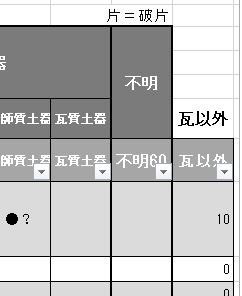 片＝破片
器
不明
師質土器 瓦質土器 瓦以外
師質土器 瓦質土器 不明60 瓦以外
●？ 10
0
0